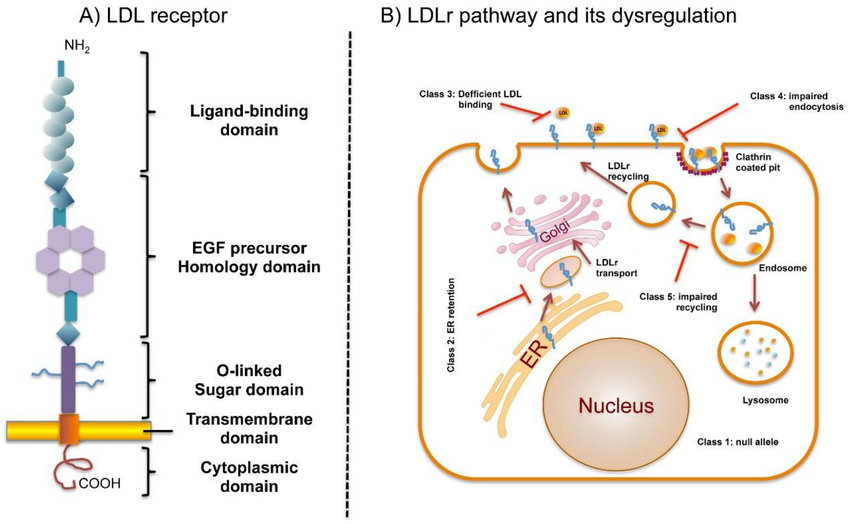 A) LDL receptor
NH2
Ligand-binding
domain
EGF precursor
Homology domain
O-linked
Sugar domain
Transmembrane
domain
Cytoplasmic
domain
COOH
B) LDLr pathway and its dysregulation
Class 3: Defficient LDL
binding
LDL
LDL
LDL
Class 4: impaired
endocytosis
Clathrin
coated pit
LDLr
recycling
Golgi
LDLr
transport
Endosome
Class 5: impaired
recycling
Class 2: ER retention
ER
Lysosome
Nucleus
Class 1: null allele